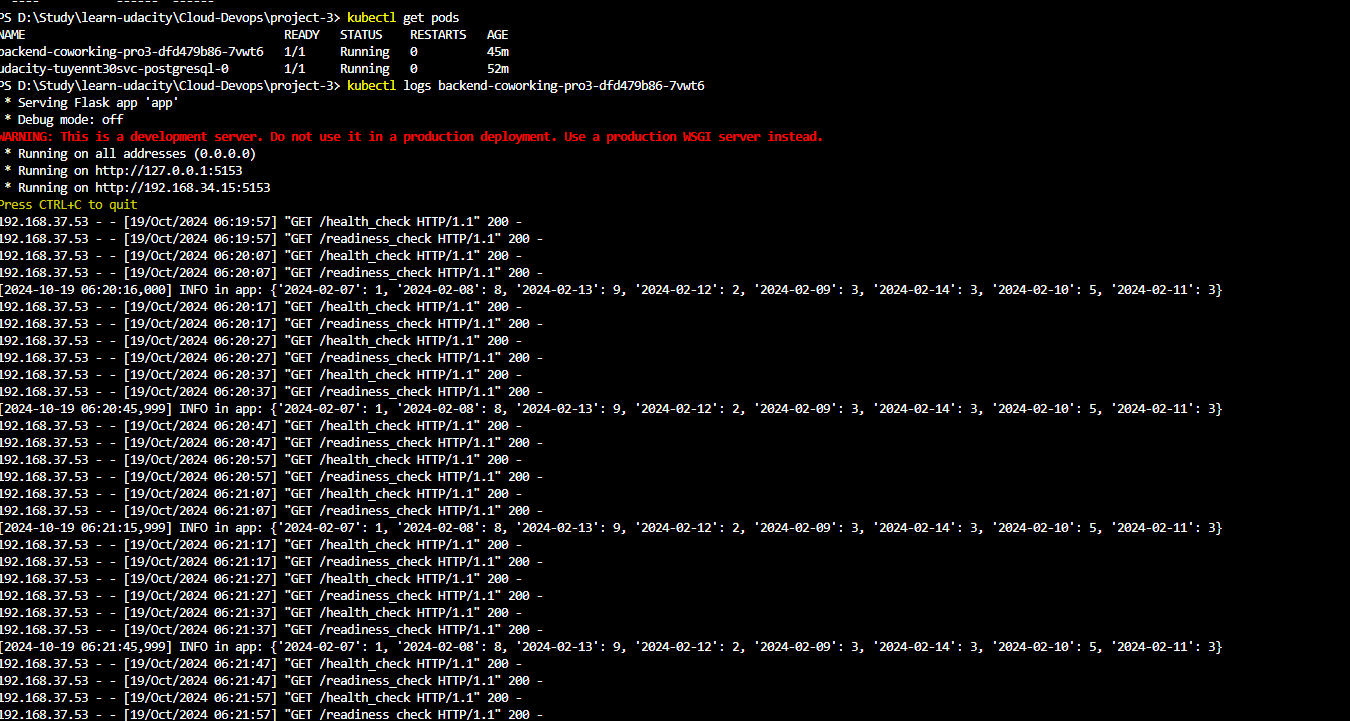 PS D:\Study\learn-udacity\Cloud-Devops\project-3> kubectl get pods
NAME READY STATUS RESTARTS AGE
backend-coworking-pro3-dfd479b86-7vwt6 1/1 Running 0 45m
udacity-tuyennt30svc-postgresql-0 1/1 Running 0 52m
PS D:\Study\learn-udacity\Cloud-Devops\project-3> kubectl logs backend-coworking-pro3-dfd479b86-7vwt6
* Serving Flask app 'app'
* Debug mode: off
WARNING: This is a development server. Do not use it in a production deployment. Use a production WSGI server instead.
* Running on all addresses (0.0.0.0)
* Running on http://127.0.0.1:5153
* Running on http://192.168.34.15:5153
Press CTRL+C to quit
192.168.37.53 - - [19/Oct/2024 06:19:57] "GET /health_check HTTP/1.1" 200 -
192.168.37.53 - - [19/Oct/2024 06:19:57] "GET /readiness_check HTTP/1.1" 200 -
192.168.37.53 - - [19/Oct/2024 06:20:07] "GET /health_check HTTP/1.1" 200 -
192.168.37.53 - - [19/Oct/2024 06:20:07] "GET /readiness_check HTTP/1.1" 200 -
[2024-10-19 06:20:16,000] INFO in app: {'2024-02-07': 1, '2024-02-08': 8, '2024-02-13': 9, '2024-02-12': 2, '2024-02-09': 3, '2024-02-14': 3, '2024-02-10': 5, '2024-02-11': 3}
192.168.37.53 - - [19/Oct/2024 06:20:17] "GET /health_check HTTP/1.1" 200 -
192.168.37.53 - - [19/Oct/2024 06:20:17] "GET /readiness_check HTTP/1.1" 200 -
192.168.37.53 - - [19/Oct/2024 06:20:27] "GET /health_check HTTP/1.1" 200 -
192.168.37.53 - - [19/Oct/2024 06:20:27] "GET /readiness_check HTTP/1.1" 200 -
192.168.37.53 - - [19/Oct/2024 06:20:37] "GET /health_check HTTP/1.1" 200 -
192.168.37.53 - - [19/Oct/2024 06:20:37] "GET /readiness_check HTTP/1.1" 200 -
[2024-10-19 06:20:45,999] INFO in app: {'2024-02-07': 1, '2024-02-08': 8, '2024-02-13': 9, '2024-02-12': 2, '2024-02-09': 3, '2024-02-14': 3, '2024-02-10': 5, '2024-02-11': 3}
192.168.37.53 - - [19/Oct/2024 06:20:47] "GET /health_check HTTP/1.1" 200 -
192.168.37.53 - - [19/Oct/2024 06:20:47] "GET /readiness_check HTTP/1.1" 200 -
192.168.37.53 - - [19/Oct/2024 06:20:57] "GET /health_check HTTP/1.1" 200 -
192.168.37.53 - - [19/Oct/2024 06:20:57] "GET /readiness_check HTTP/1.1" 200 -
192.168.37.53 - - [19/Oct/2024 06:21:07] "GET /health_check HTTP/1.1" 200 -
192.168.37.53 - - [19/Oct/2024 06:21:07] "GET /readiness_check HTTP/1.1" 200 -
[2024-10-19 06:21:15,999] INFO in app: {'2024-02-07': 1, '2024-02-08': 8, '2024-02-13': 9, '2024-02-12': 2, '2024-02-09': 3, '2024-02-14': 3, '2024-02-10': 5, '2024-02-11': 3}
192.168.37.53 - - [19/Oct/2024 06:21:17] "GET /health_check HTTP/1.1" 200 -
192.168.37.53 - - [19/Oct/2024 06:21:17] "GET /readiness_check HTTP/1.1" 200 -
192.168.37.53 - - [19/Oct/2024 06:21:27] "GET /health_check HTTP/1.1" 200 -
192.168.37.53 - - [19/Oct/2024 06:21:27] "GET /readiness_check HTTP/1.1" 200 -
192.168.37.53 - - [19/Oct/2024 06:21:37] "GET /health_check HTTP/1.1" 200 -
192.168.37.53 - - [19/Oct/2024 06:21:37] "GET /readiness_check HTTP/1.1" 200 -
[2024-10-19 06:21:45,999] INFO in app: {'2024-02-07': 1, '2024-02-08': 8, '2024-02-13': 9, '2024-02-12': 2, '2024-02-09': 3, '2024-02-14': 3, '2024-02-10': 5, '2024-02-11': 3}
192.168.37.53 - - [19/Oct/2024 06:21:47] "GET /health_check HTTP/1.1" 200 -
192.168.37.53 - - [19/Oct/2024 06:21:47] "GET /readiness_check HTTP/1.1" 200 -
192.168.37.53 - - [19/Oct/2024 06:21:57] "GET /health_check HTTP/1.1" 200 -
192.168.37.53 - - [19/Oct/2024 06:21:57] "GET /readiness_check HTTP/1.1" 200 -